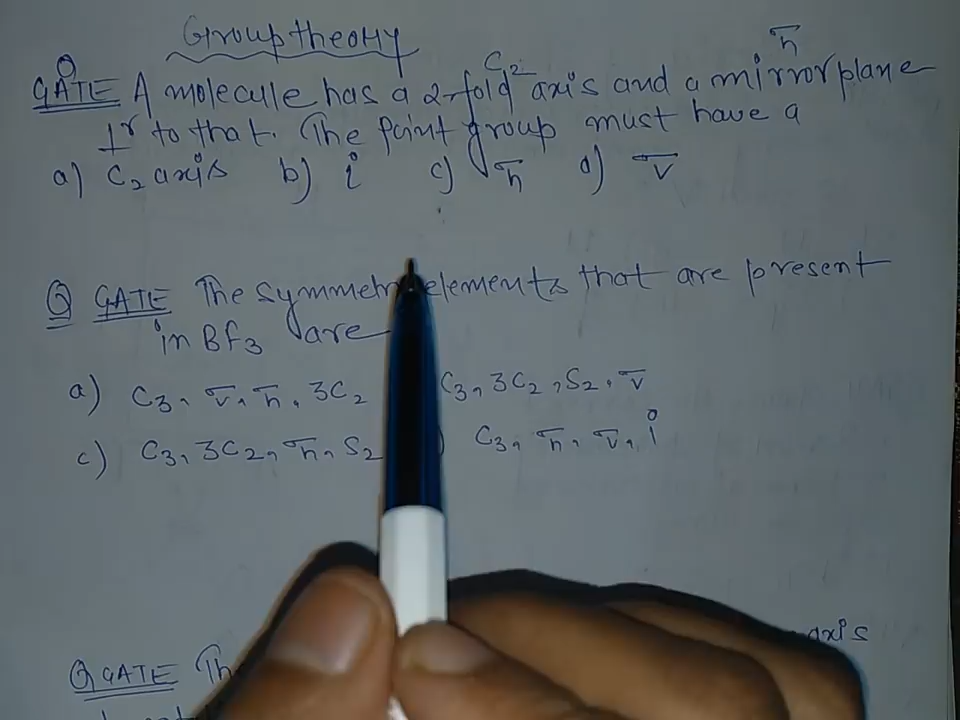 Group theory
C2 σh
Q GATE A molecule has a 2-fold axis and a mirror plane
⊥r to that. The point group must have a
a) C2 axis b) i c) σh d) σv
Q GATE The symmetry elements that are present
in BF3 are
a) C3, σv, σh, 3C2 C3, 3C2, S2, σv
c) C3, 3C2, σh, S2 ) C3, σh, σv, i
axis
Q GATE Th